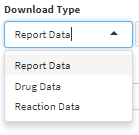 Download Type
Report Data
Report Data
Drug Data
Reaction Data